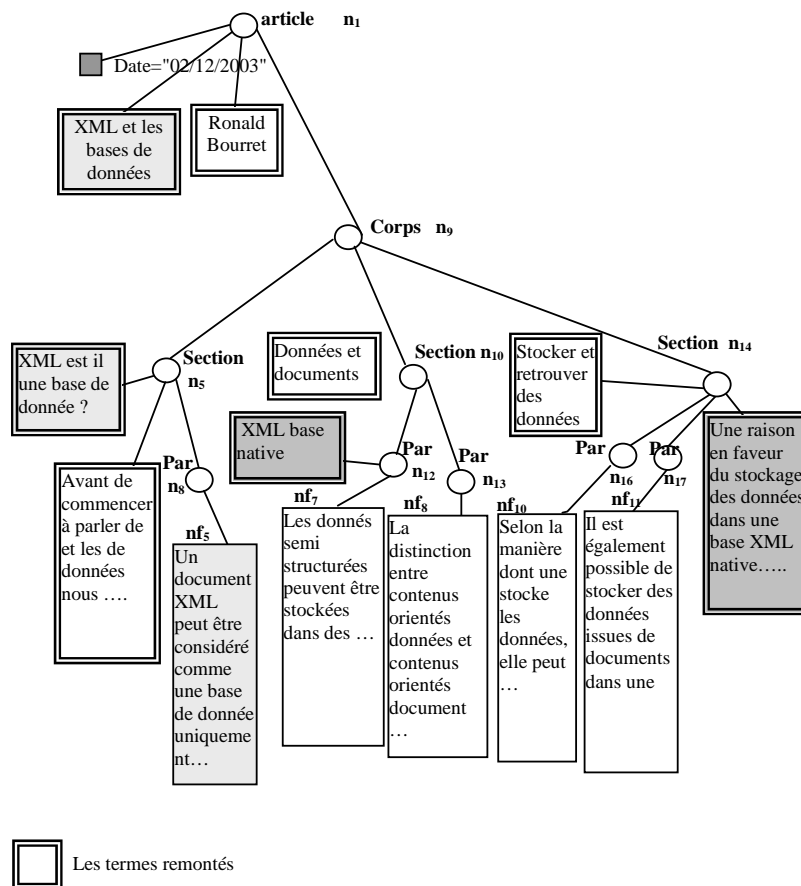 article n1
Date="02/12/2003"
XML et les
bases de
données
Ronald
Bourret
Corps n9
XML est il
une base de
donnée ?
Section
n5
Données et
documents
Section n10
Stocker et
retrouver
des
données
Section n14
Avant de
commencer
à parler de
et les de
données
nous ….
Par
n8
nf5
Un
document
XML
peut être
considéré
comme
une base
de donnée
uniqueme
nt…
XML base
native
Par
n12
nf7
Les donnés
semi
structurées
peuvent être
stockées
dans des …
Par
n13
nf8
La
distinction
entre
contenus
orientés
données et
contenus
orientés
document
…
Par
n16
nf10
Selon la
manière
dont une
stocke
les
données,
elle peut
…
Par
n17
nf11
Il est
également
possible de
stocker des
données
issues de
documents
dans une
Une raison
en faveur
du stockage
des données
dans une
base XML
native…..
Les termes remontés